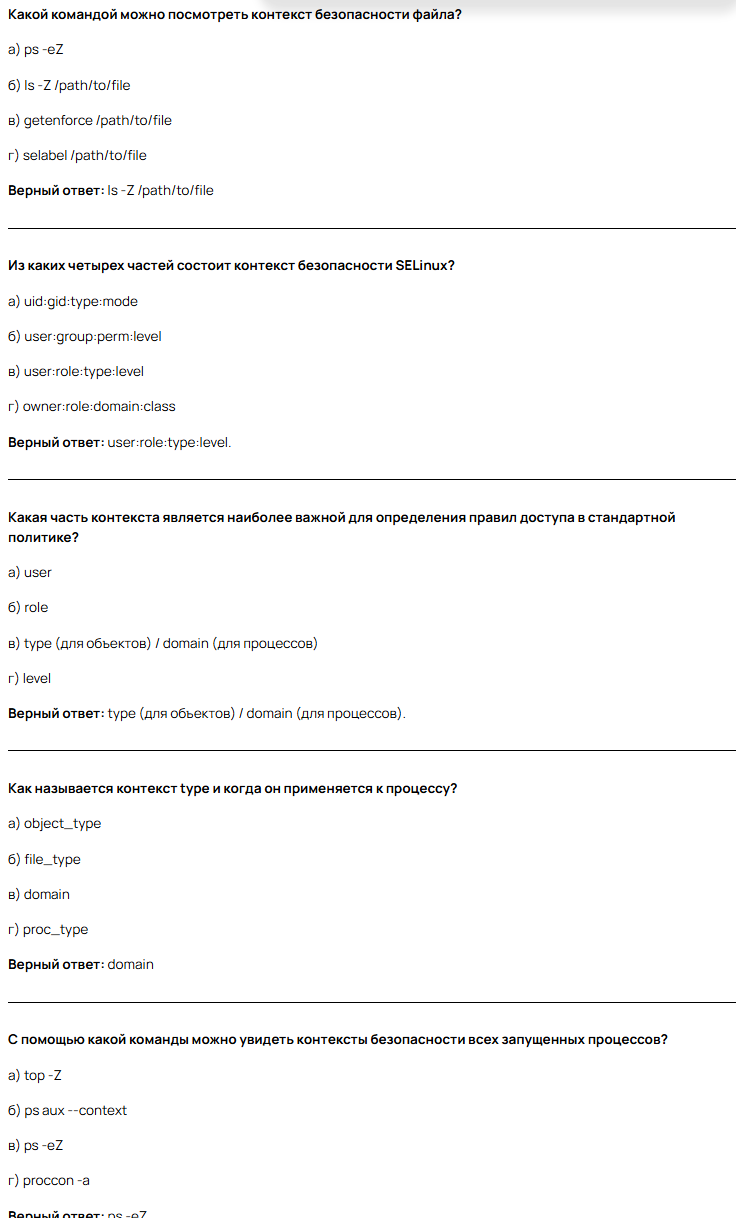 Какой командой можно посмотреть контекст безопасности файла?
а) ps -eZ
б) ls -Z /path/to/file
в) getenforce /path/to/file
г) selabel /path/to/file
Верный ответ: ls -Z /path/to/file
Из каких четырех частей состоит контекст безопасности SELinux?
а) uid:gid:type:mode
б) user:group:perm:level
в) user:role:type:level
г) owner:role:domain:class
Верный ответ: user:role:type:level.
Какая часть контекста является наиболее важной для определения правил доступа в стандартной
политике?
а) user
б) role
в) type (для объектов) / domain (для процессов)
г) level
Верный ответ: type (для объектов) / domain (для процессов).
Как называется контекст type и когда он применяется к процессу?
а) object_type
б) file_type
в) domain
г) proc_type
Верный ответ: domain
С помощью какой команды можно увидеть контексты безопасности всех запущенных процессов?
а) top -Z
б) ps aux --context
в) ps -eZ
г) proccon -a
Верный ответ: ps -eZ